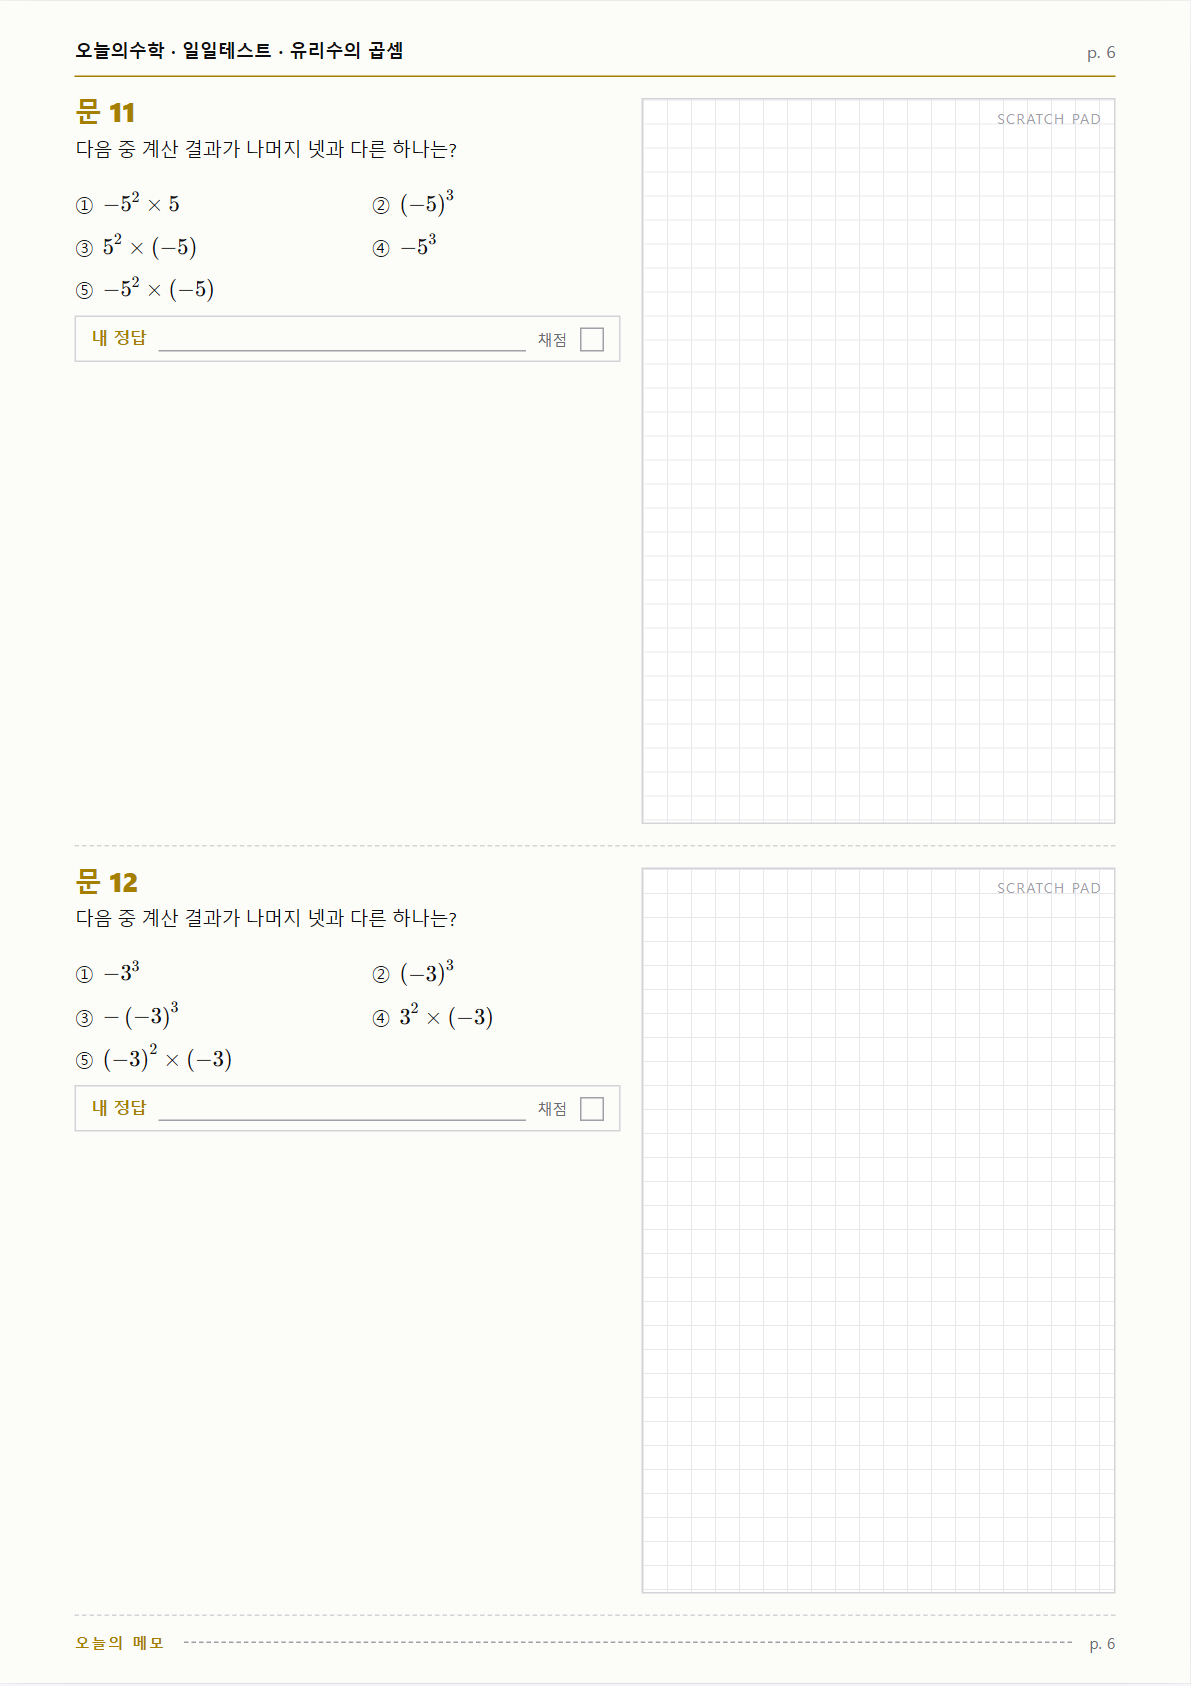 오늘의수학 · 일일테스트 · 유리수의 곱셈
p. 6
문 11
다음 중 계산 결과가 나머지 넷과 다른 하나는?
① −5² × 5
② (−5)³
③ 5² × (−5)
④ −5³
⑤ −5² × (−5)
내 정답
채점
SCRATCH PAD
문 12
다음 중 계산 결과가 나머지 넷과 다른 하나는?
① −3³
② (−3)³
③ − (−3)³
④ 3² × (−3)
⑤ (−3)² × (−3)
내 정답
채점
SCRATCH PAD
오늘의 메모
p. 6